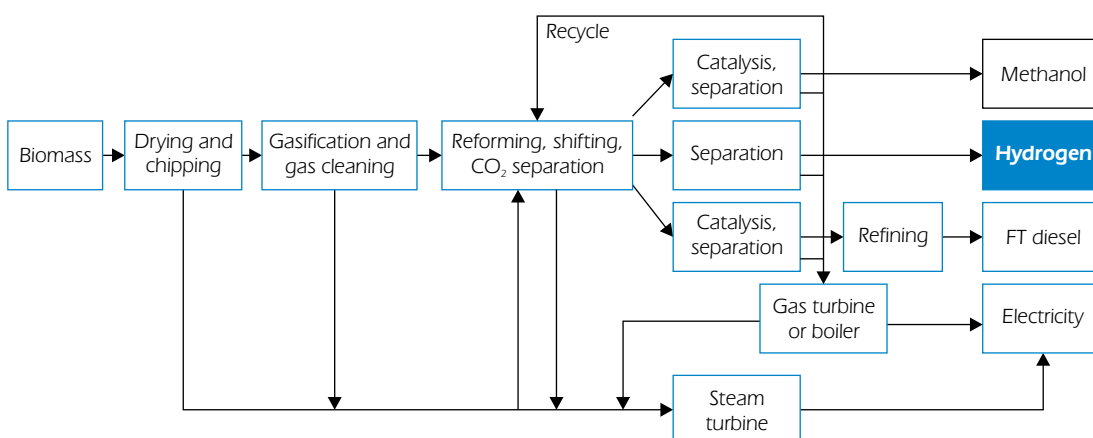 Recycle
Catalysis,
separation
Methanol
Biomass
Drying and
chipping
Gasification and
gas cleaning
Reforming, shifting,
CO₂ separation
Separation
Hydrogen
Catalysis,
separation
Refining
FT diesel
Gas turbine
or boiler
Electricity
Steam
turbine